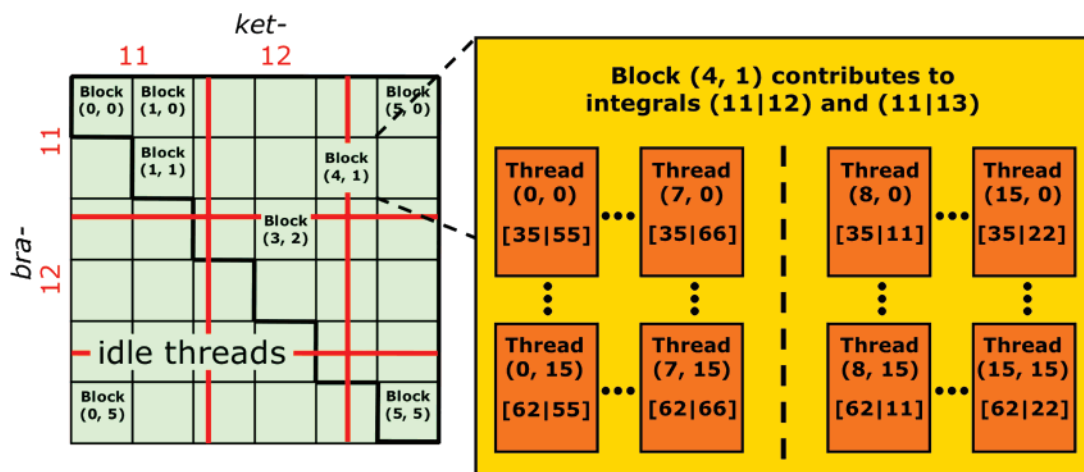 ket-
11 12
bra-
11
12
Block
(0, 0)
Block
(1, 0)
Block
(5, 0)
Block
(1, 1)
Block
(4, 1)
Block
(3, 2)
idle threads
Block
(0, 5)
Block
(5, 5)
Block (4, 1) contributes to
integrals (11|12) and (11|13)
Thread
(0, 0)
[35|55]
•••
Thread
(7, 0)
[35|66]
Thread
(8, 0)
[35|11]
•••
Thread
(15, 0)
[35|22]
Thread
(0, 15)
[62|55]
•••
Thread
(7, 15)
[62|66]
Thread
(8, 15)
[62|11]
•••
Thread
(15, 15)
[62|22]